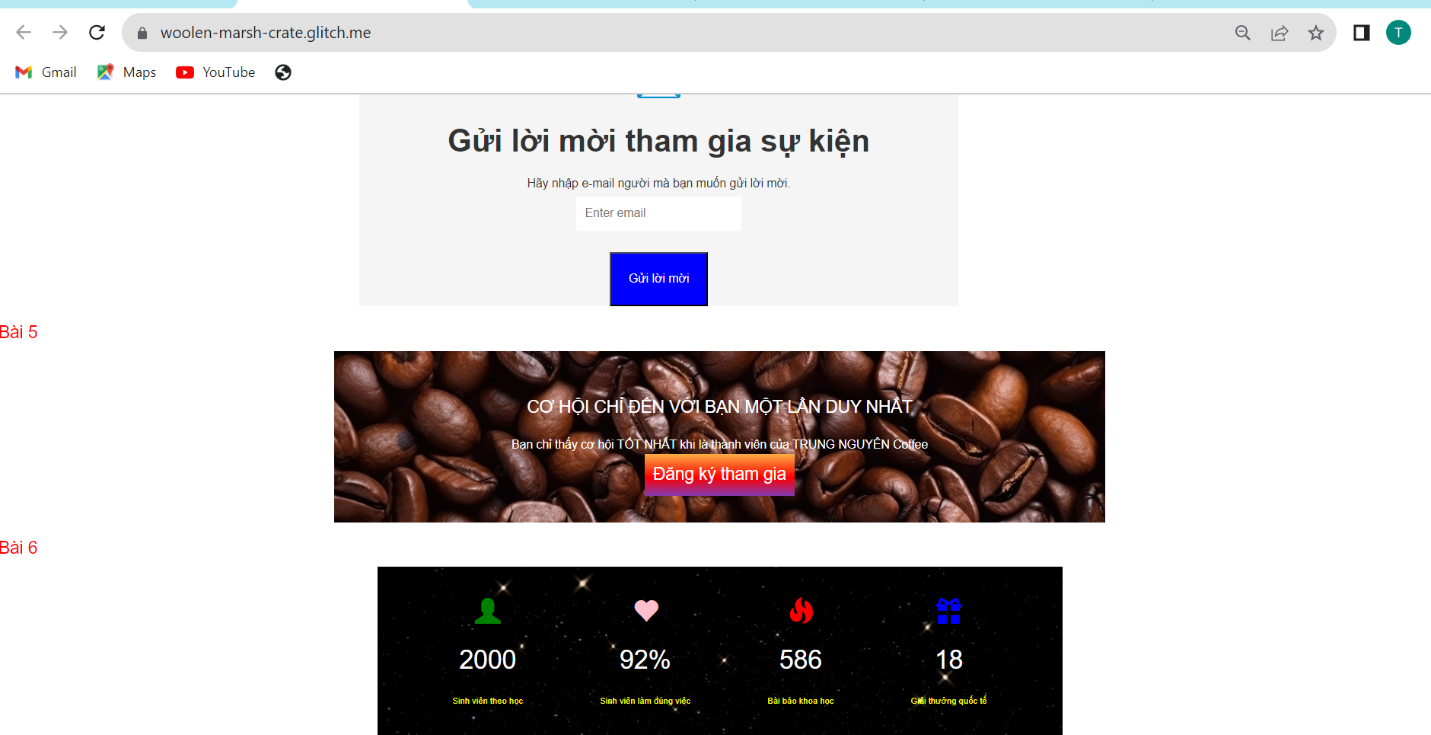 woolen-marsh-crate.glitch.me
T
Gmail Maps YouTube
Gửi lời mời tham gia sự kiện
Hãy nhập e-mail người mà bạn muốn gửi lời mời.
Enter email
Gửi lời mời
Bài 5
CƠ HỘI CHỈ ĐẾN VỚI BẠN MỘT LẦN DUY NHẤT
Bạn chỉ thấy cơ hội TỐT NHẤT khi là thành viên của TRUNG NGUYÊN Coffee
Đăng ký tham gia
Bài 6
2000 92% 586 18
Sinh viên theo học Sinh viên làm đúng việc Bài báo khoa học Giải thưởng quốc tế